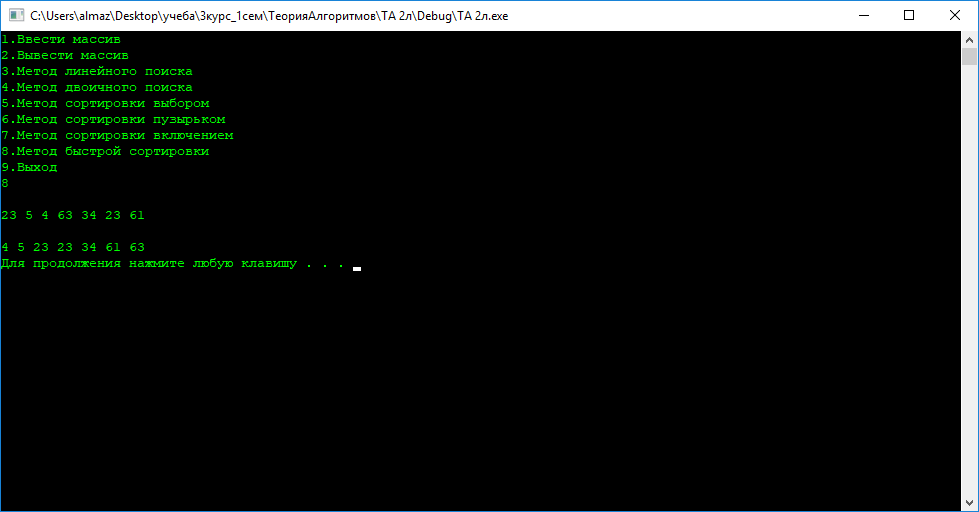 C:\Users\almaz\Desktop\учеба\3курс_1сем\ТеорияАлгоритмов\ТА 2л\Debug\ТА 2л.exe
1.Ввести массив
2.Вывести массив
3.Метод линейного поиска
4.Метод двоичного поиска
5.Метод сортировки выбором
6.Метод сортировки пузырьком
7.Метод сортировки включением
8.Метод быстрой сортировки
9.Выход
8
23 5 4 63 34 23 61
4 5 23 23 34 61 63
Для продолжения нажмите любую клавишу . . .